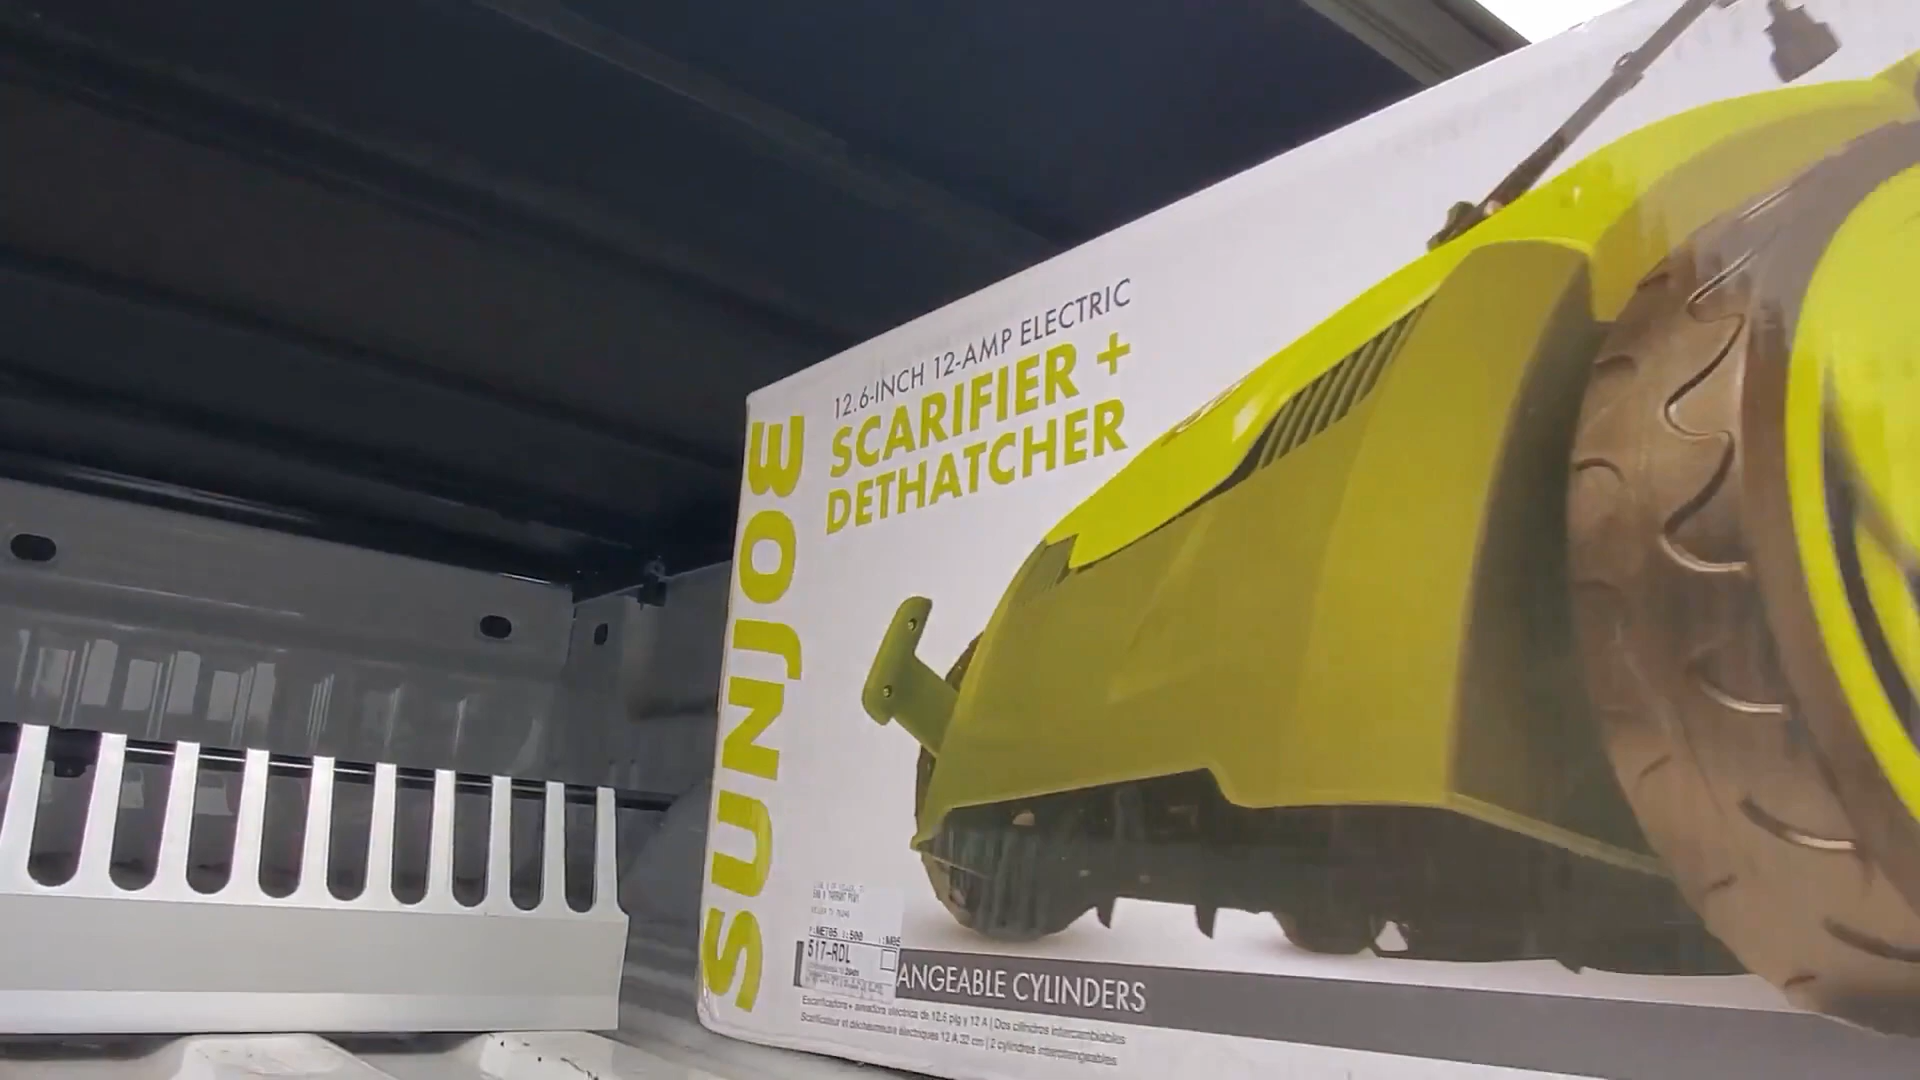 12.6-INCH 12-AMP ELECTRIC
SCARIFIER +
DETHATCHER
SUNJOE
517-RDL
ANGEABLE CYLINDERS
Escarificadora + aireadora eléctrica de 12.6 plg y 12 A | Dos cilindros intercambiables
Scarificateur et déchaumeuse électriques 12 A 32 cm | 2 cylindres interchangeables